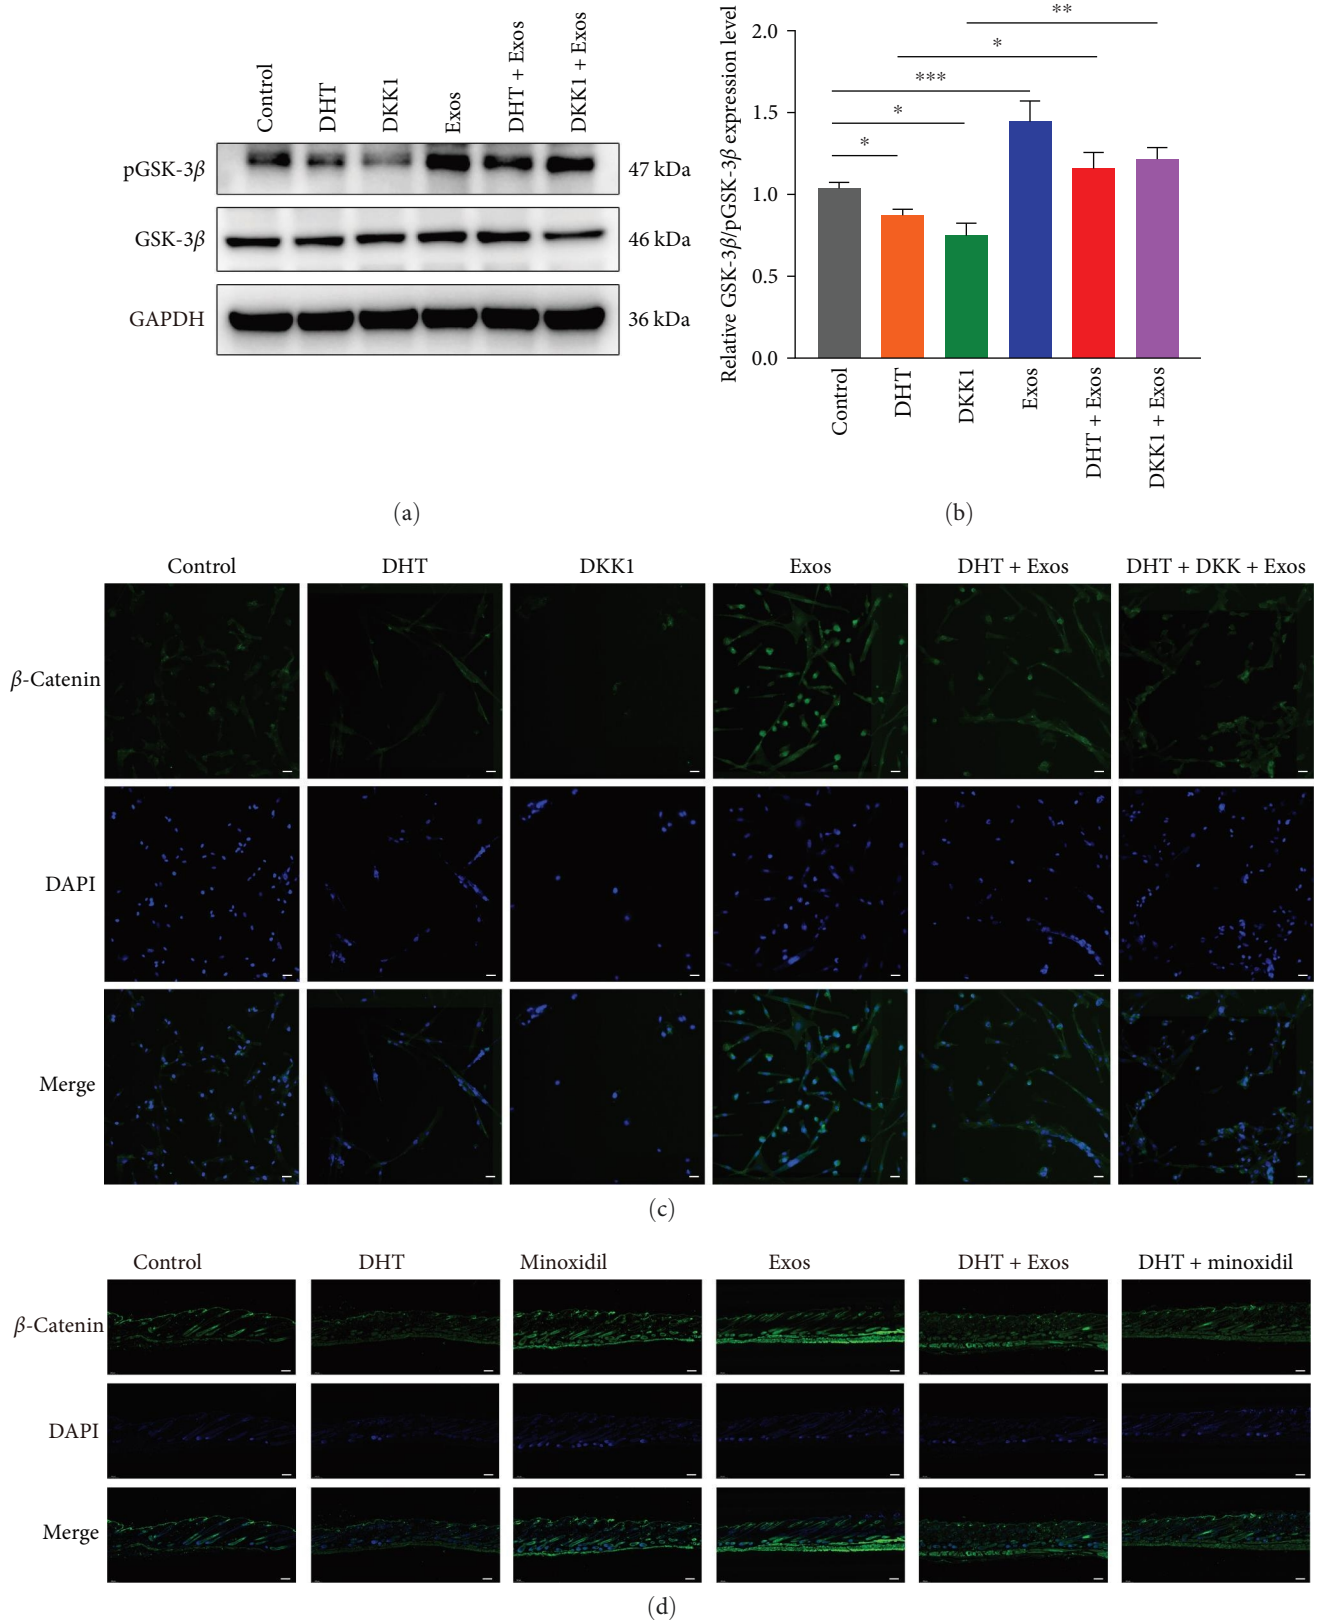 Control
DHT
DKK1
Exos
DHT + Exos
DKK1 + Exos
pGSK-3β
47 kDa
GSK-3β
46 kDa
GAPDH
36 kDa
(a)
Relative GSK-3β/pGSK-3β expression level
2.0
1.5
1.0
0.5
0.0
**
*
***
*
*
Control
DHT
DKK1
Exos
DHT + Exos
DKK1 + Exos
(b)
Control DHT DKK1 Exos DHT + Exos DHT + DKK + Exos
β-Catenin
DAPI
Merge
(c)
Control DHT Minoxidil Exos DHT + Exos DHT + minoxidil
β-Catenin
DAPI
Merge
(d)